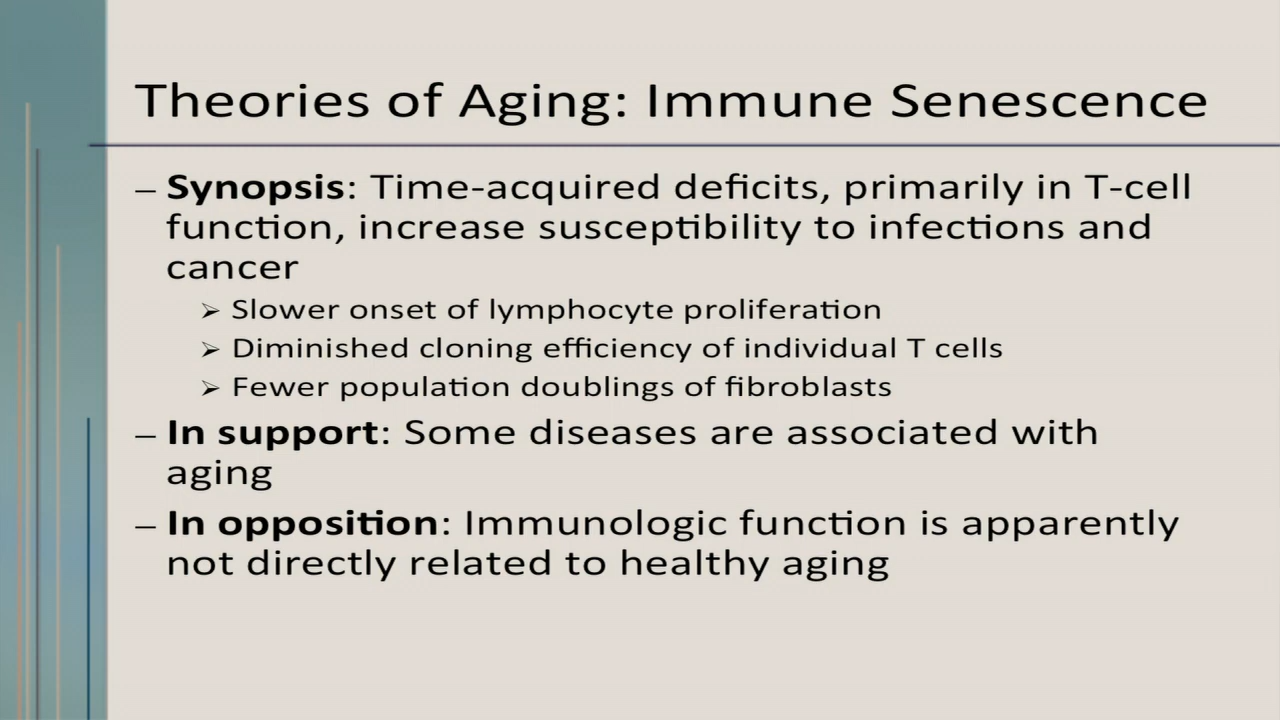 Theories of Aging: Immune Senescence
– Synopsis: Time-acquired deficits, primarily in T-cell
function, increase susceptibility to infections and
cancer
➢ Slower onset of lymphocyte proliferation
➢ Diminished cloning efficiency of individual T cells
➢ Fewer population doublings of fibroblasts
– In support: Some diseases are associated with
aging
– In opposition: Immunologic function is apparently
not directly related to healthy aging